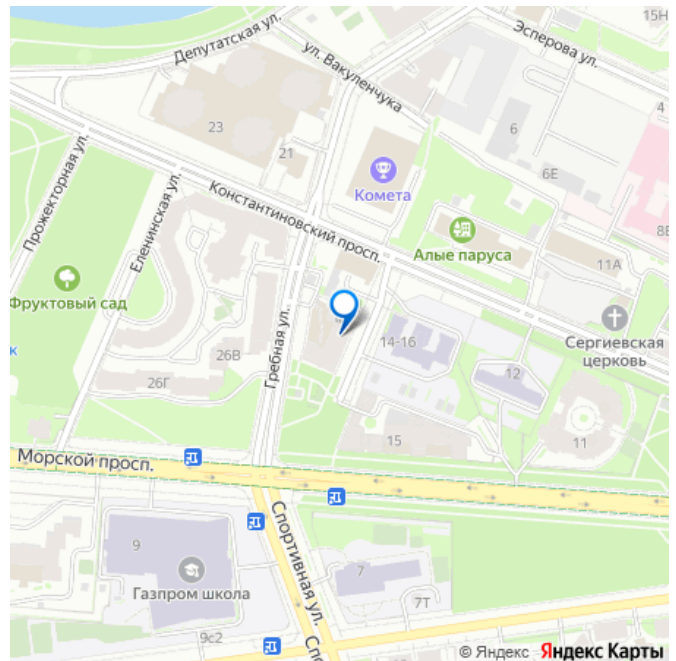 15Н
Эсперова ул.
Депутатская ул.
ул. Вакуленчука
4
23
6
21
Прожекторная ул.
Комета
6Е
Еленинская ул.
Константиновский просп.
8Е
Алые паруса
11А
Фруктовый сад
Гребная ул.
Сергиевская
церковь
14-16
к
26В
12
26Г
15
11
Морской просп.
Спортивная ул.
9
7
Газпром школа
7Т
9с2
Спо
© Яндекс Яндекс Карты